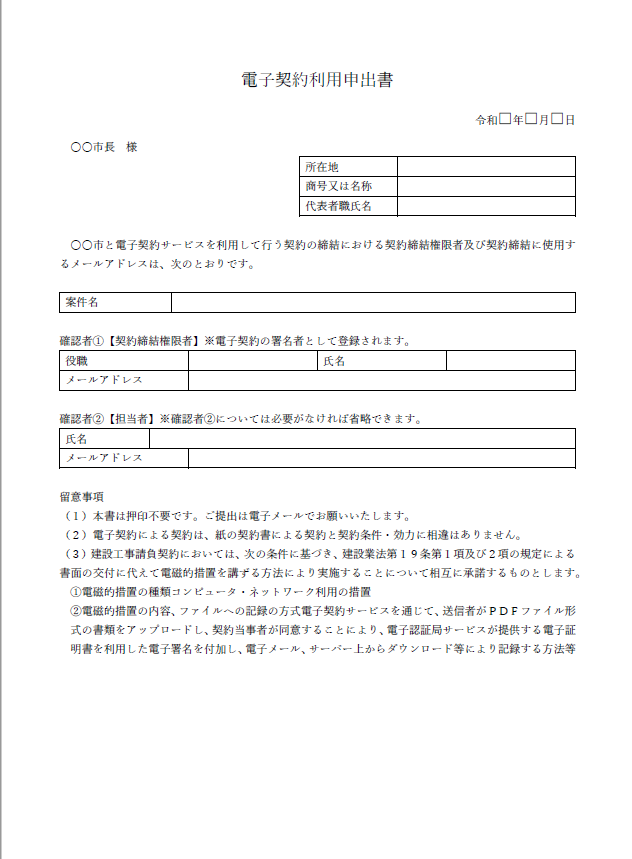 電子契約利用申出書
令和□年□月□日
〇〇市長　様
所在地
商号又は名称
代表者職氏名
〇〇市と電子契約サービスを利用して行う契約の締結における契約締結権限者及び契約締結に使用す
るメールアドレスは、次のとおりです。
案件名
確認者①【契約締結権限者】※電子契約の署名者として登録されます。
役職　氏名
メールアドレス
確認者②【担当者】※確認者②については必要がなければ省略できます。
氏名
メールアドレス
留意事項
（１）本書は押印不要です。ご提出は電子メールでお願いいたします。
（２）電子契約による契約は、紙の契約書による契約と契約条件・効力に相違はありません。
（３）建設工事請負契約においては、次の条件に基づき、建設業法第１９条第１項及び２項の規定による
書面の交付に代えて電磁的措置を講ずる方法により実施することについて相互に承諾するものとします。
①電磁的措置の種類コンピュータ・ネットワーク利用の措置
②電磁的措置の内容、ファイルへの記録の方式電子契約サービスを通じて、送信者がＰＤＦファイル形
式の書類をアップロードし、契約当事者が同意することにより、電子認証局サービスが提供する電子証
明書を利用した電子署名を付加し、電子メール、サーバー上からダウンロード等により記録する方法等